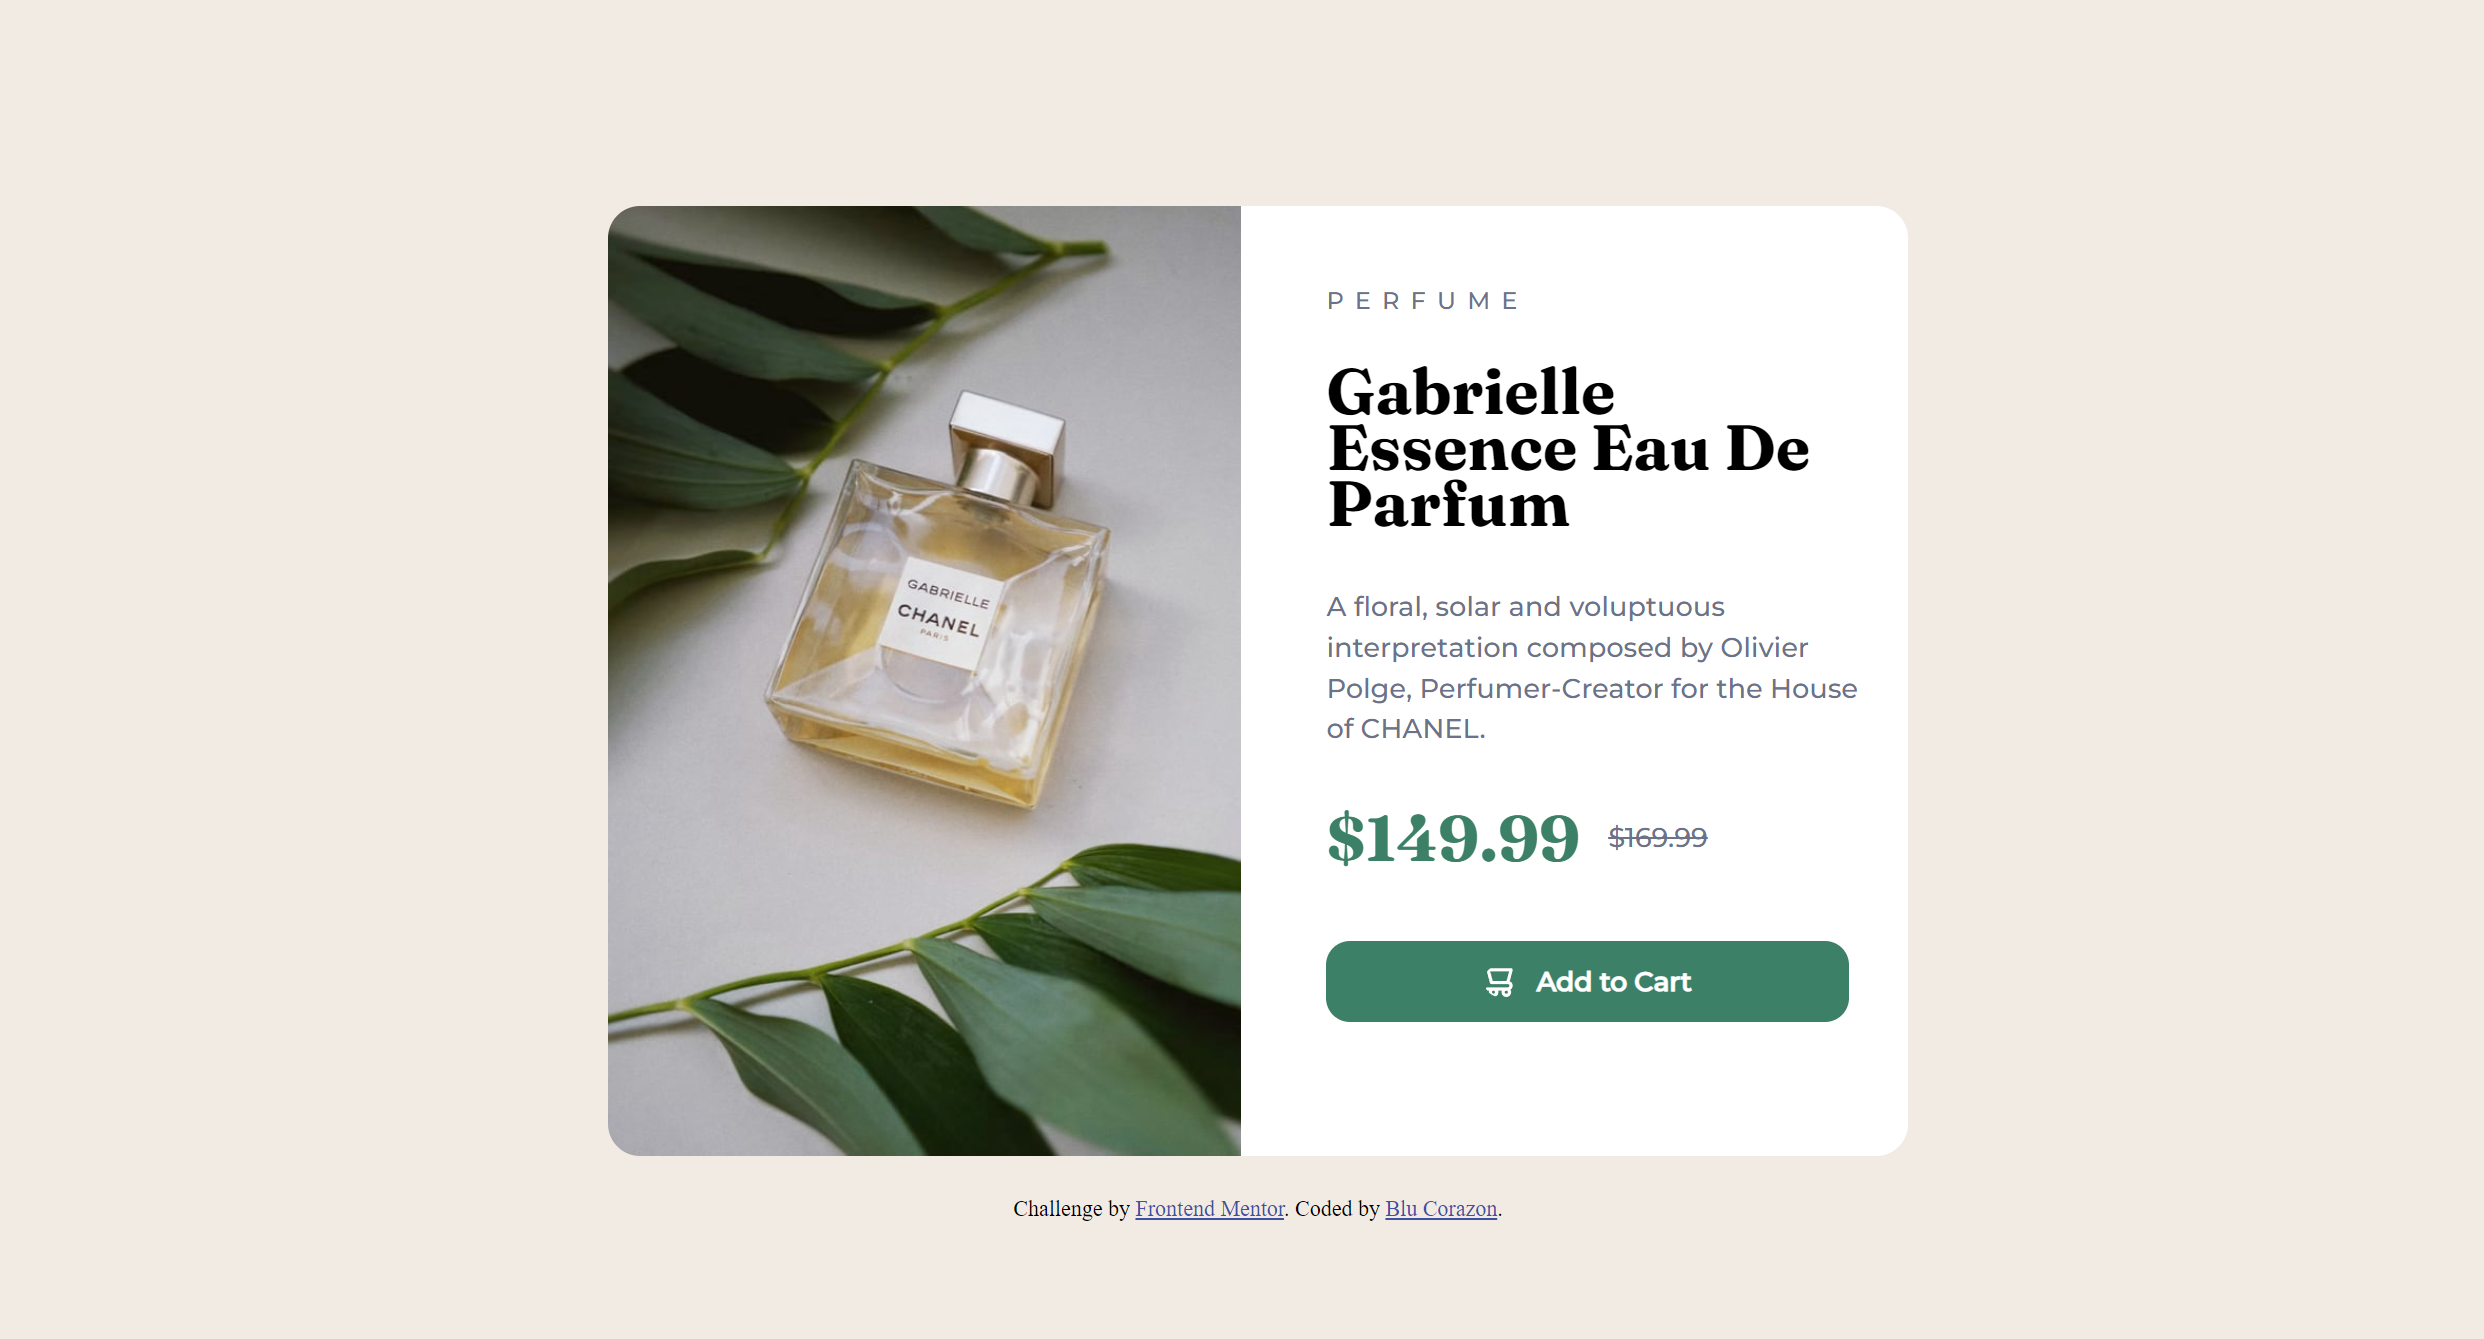 GABRIELLE
CHANEL
PARIS
PERFUME
Gabrielle
Essence Eau De
Parfum
A floral, solar and voluptuous
interpretation composed by Olivier
Polge, Perfumer-Creator for the House
of CHANEL.
$149.99 $169.99
Add to Cart
Challenge by Frontend Mentor. Coded by Blu Corazon.